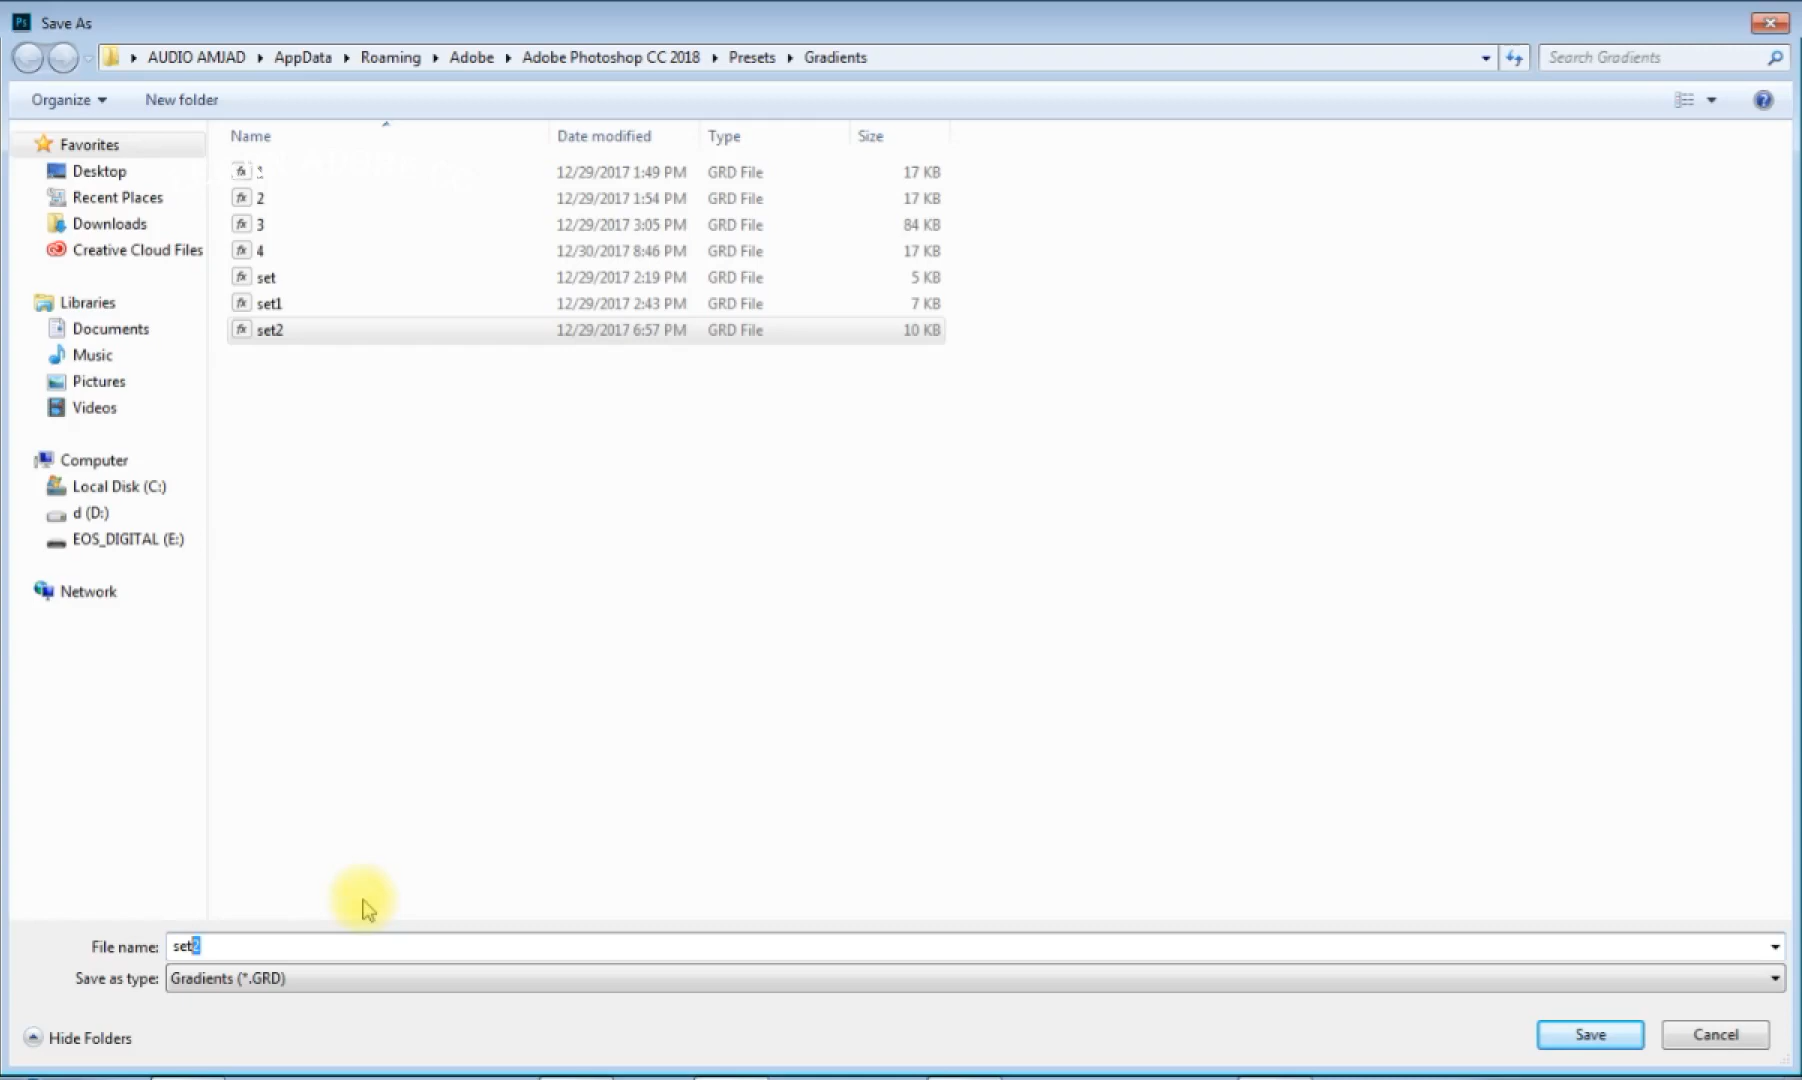 Ps Save As
AUDIO AMJAD AppData Roaming Adobe Adobe Photoshop CC 2018 Presets Gradients
Search Gradients
Organize New folder
Name Date modified Type Size
Favorites
Desktop
Recent Places
Downloads
Creative Cloud Files
Libraries
Documents
Music
Pictures
Videos
Computer
Local Disk (C:)
d (D:)
EOS_DIGITAL (E:)
Network
12/29/2017 1:49 PM GRD File 17 KB
2 12/29/2017 1:54 PM GRD File 17 KB
3 12/29/2017 3:05 PM GRD File 84 KB
4 12/30/2017 8:46 PM GRD File 17 KB
set 12/29/2017 2:19 PM GRD File 5 KB
set1 12/29/2017 2:43 PM GRD File 7 KB
set2 12/29/2017 6:57 PM GRD File 10 KB
File name: set2
Save as type: Gradients (*.GRD)
Hide Folders
Save Cancel